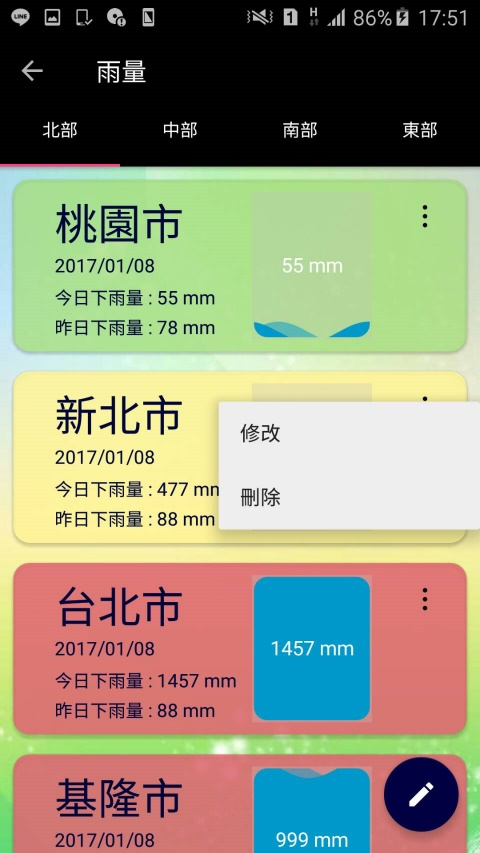 LINE 1 H 86% 17:51
雨量
北部 中部 南部 東部
桃園市
2017/01/08
今日下雨量 : 55 mm
昨日下雨量 : 78 mm
55 mm
新北市
2017/01/08
今日下雨量 : 477 mm
昨日下雨量 : 88 mm
修改
刪除
台北市
2017/01/08
今日下雨量 : 1457 mm
昨日下雨量 : 88 mm
1457 mm
基隆市
2017/01/08
999 mm